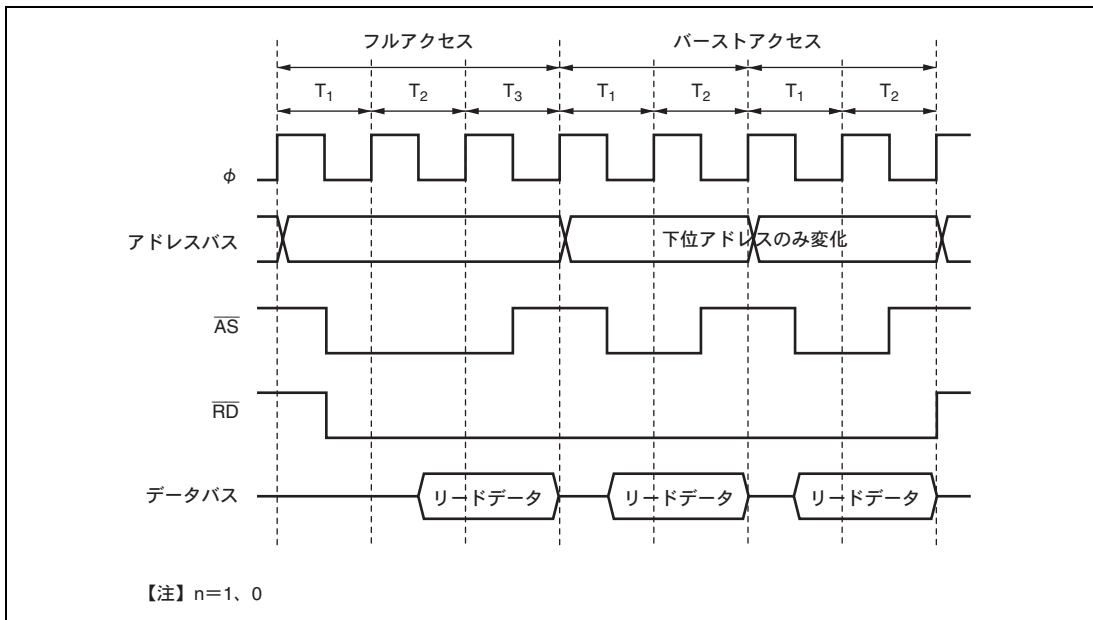 フルアクセス バーストアクセス
T1 T2 T3 T1 T2 T1 T2
φ
アドレスバス 下位アドレスのみ変化
AS
RD
データバス リードデータ リードデータ リードデータ
【注】n=1、0